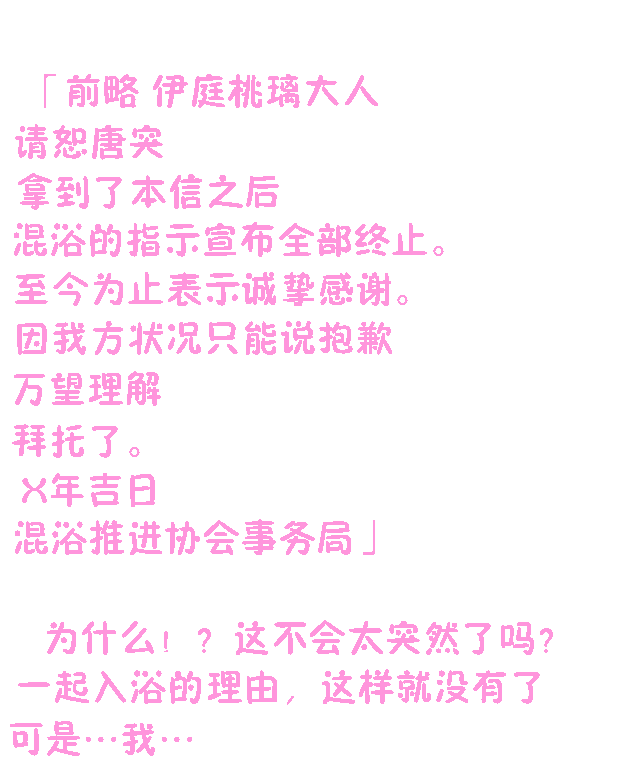 「前略 伊庭桃璃大人
请恕唐突
拿到了本信之后
混浴的指示宣布全部终止。
至今为止表示诚挚感谢。
因我方状况只能说抱歉
万望理解
拜托了。
X年吉日
混浴推进协会事务局」
为什么！？这不会太突然了吗?
一起入浴的理由，这样就没有了
可是…我…